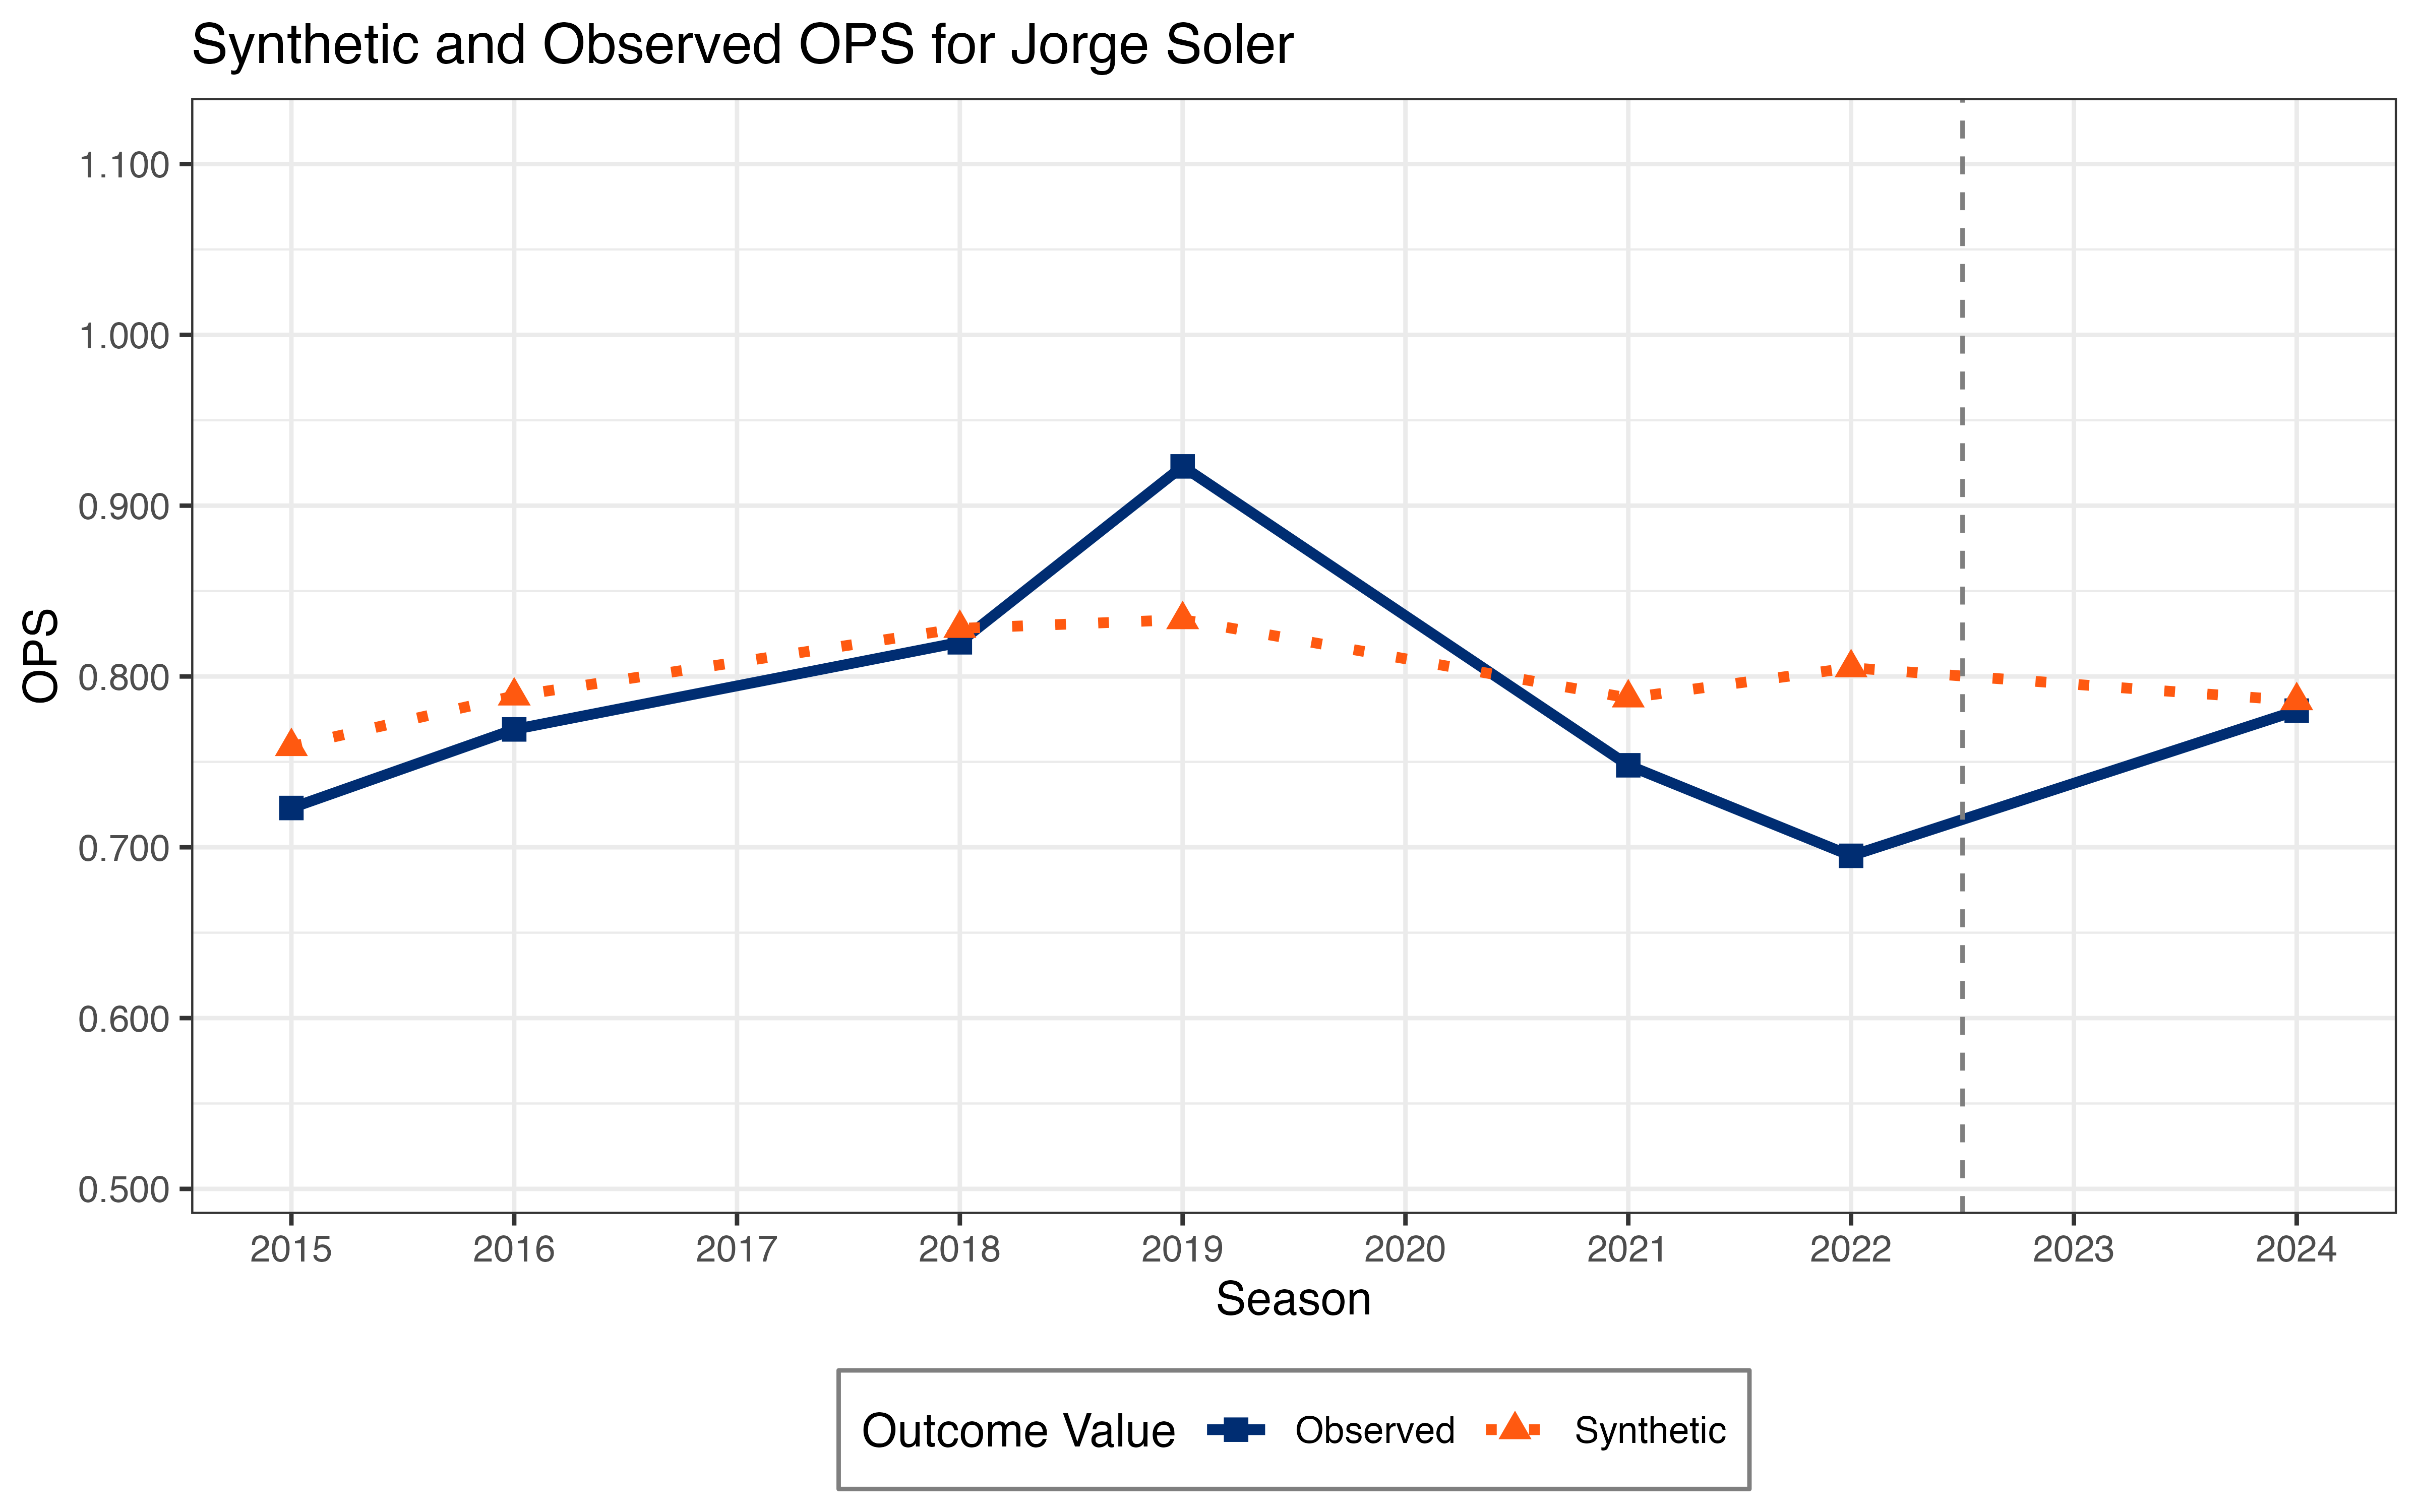 Synthetic and Observed OPS for Jorge Soler
1.100
1.000
0.900
0.800
0.700
0.600
0.500
OPS
2015 2016 2017 2018 2019 2020 2021 2022 2023 2024
Season
Outcome Value Observed Synthetic